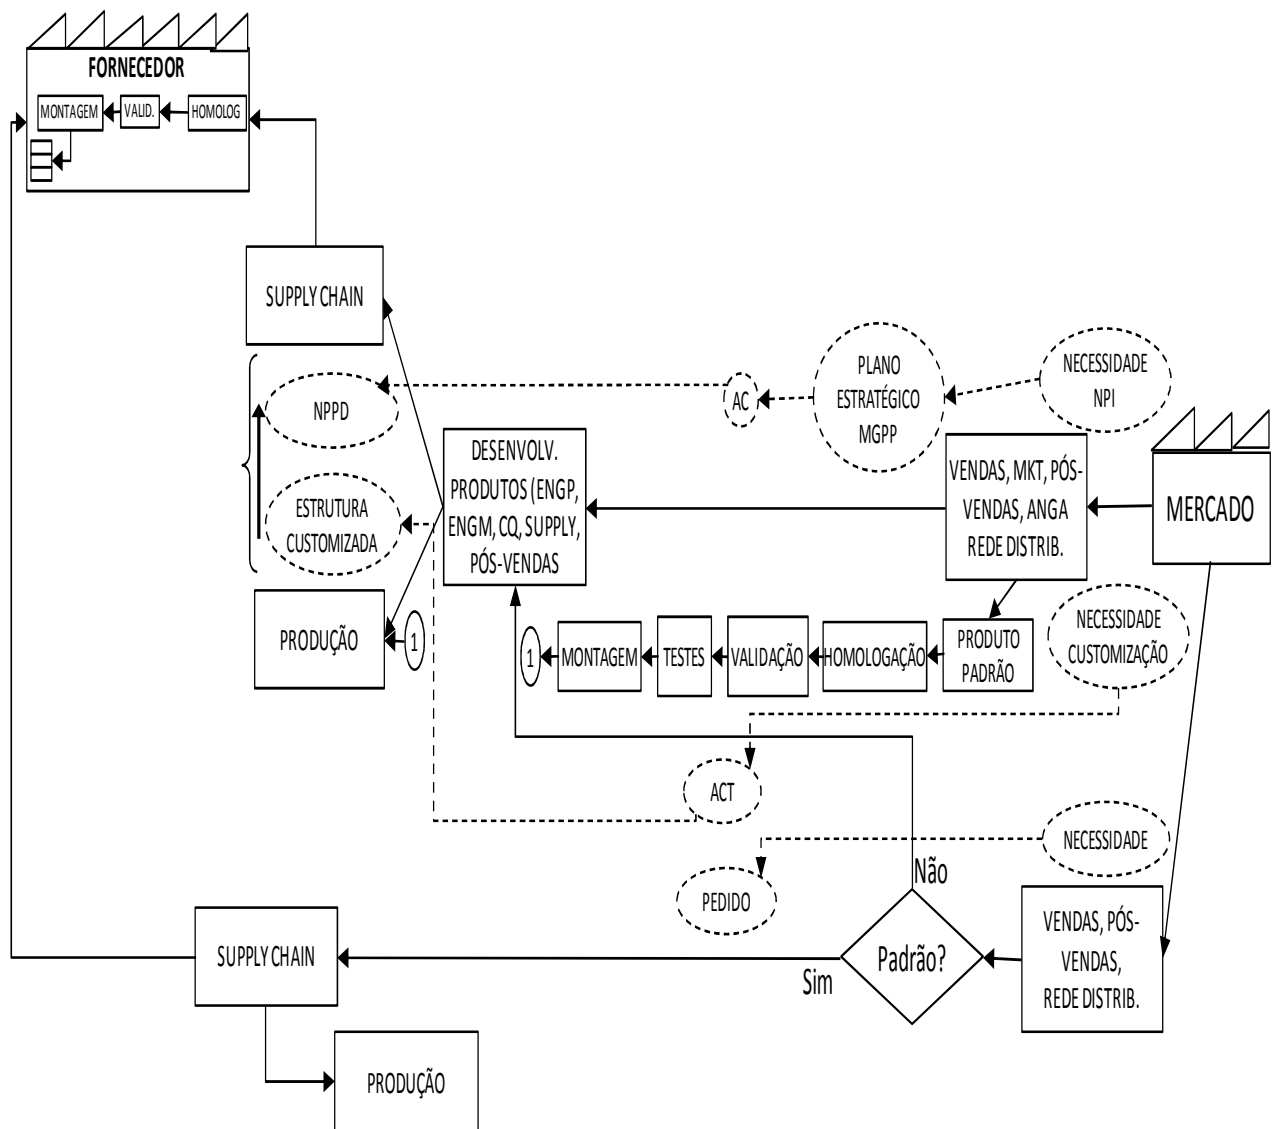 FORNECEDOR
MONTAGEM
VALID.
HOMOLOG
SUPPLY CHAIN
NPPD
ESTRUTURA
CUSTOMIZADA
PRODUÇÃO
1
DESENVOLV.
PRODUTOS (ENGP,
ENGM, CQ, SUPPLY,
PÓS-VENDAS
AC
PLANO
ESTRATÉGICO
MGPP
NECESSIDADE
NPI
VENDAS, MKT, PÓS-
VENDAS, ANGA
REDE DISTRIB.
MERCADO
1
MONTAGEM
TESTES
VALIDAÇÃO
HOMOLOGAÇÃO
PRODUTO
PADRÃO
NECESSIDADE
CUSTOMIZAÇÃO
ACT
NECESSIDADE
PEDIDO
Não
Padrão?
Sim
VENDAS, PÓS-
VENDAS,
REDE DISTRIB.
SUPPLY CHAIN
PRODUÇÃO